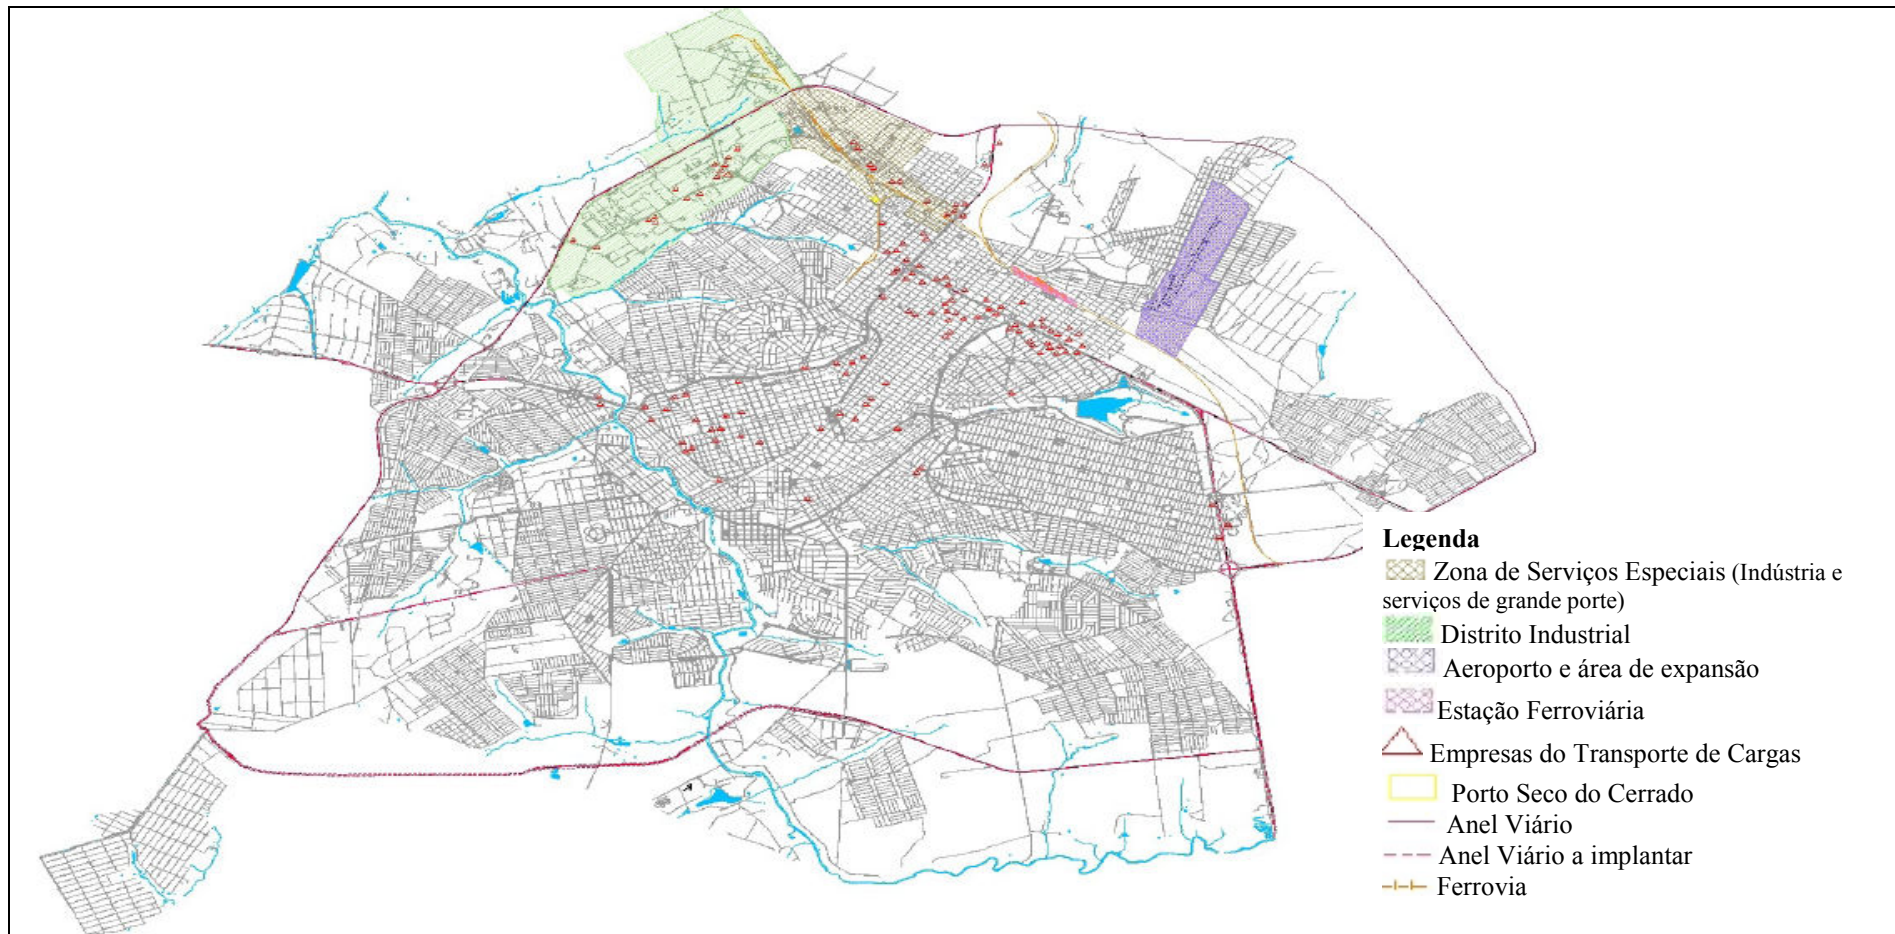 Legenda
Zona de Serviços Especiais (Indústria e
serviços de grande porte)
Distrito Industrial
Aeroporto e área de expansão
Estação Ferroviária
Empresas do Transporte de Cargas
Porto Seco do Cerrado
Anel Viário
Anel Viário a implantar
Ferrovia